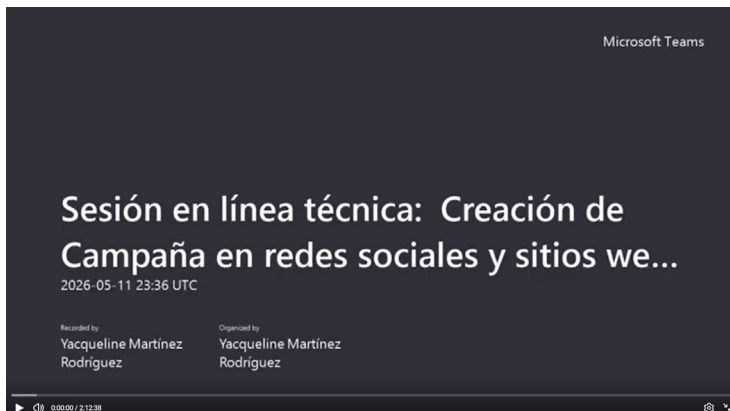 Microsoft Teams
Sesión en línea técnica: Creación de
Campaña en redes sociales y sitios we...
2026-05-11 23:36 UTC
Recorded by
Yacqueline Martínez
Rodríguez
Organized by
Yacqueline Martínez
Rodríguez
0:00:00 / 2:12:38